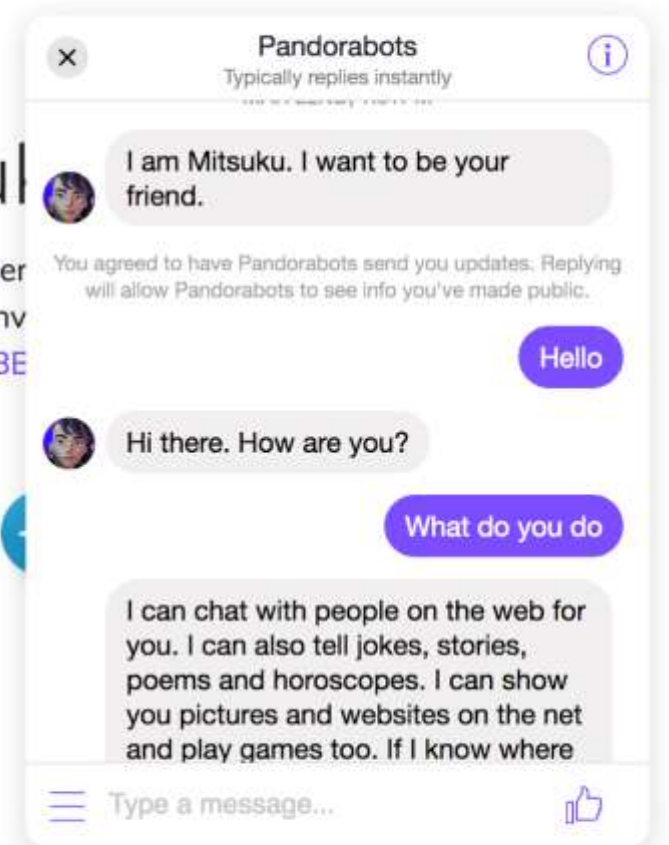 Pandorabots
Typically replies instantly
I am Mitsuku. I want to be your
friend.
You agreed to have Pandorabots send you updates. Replying
will allow Pandorabots to see info you've made public.
Hello
Hi there. How are you?
What do you do
I can chat with people on the web for
you. I can also tell jokes, stories,
poems and horoscopes. I can show
you pictures and websites on the net
and play games too. If I know where
Type a message...